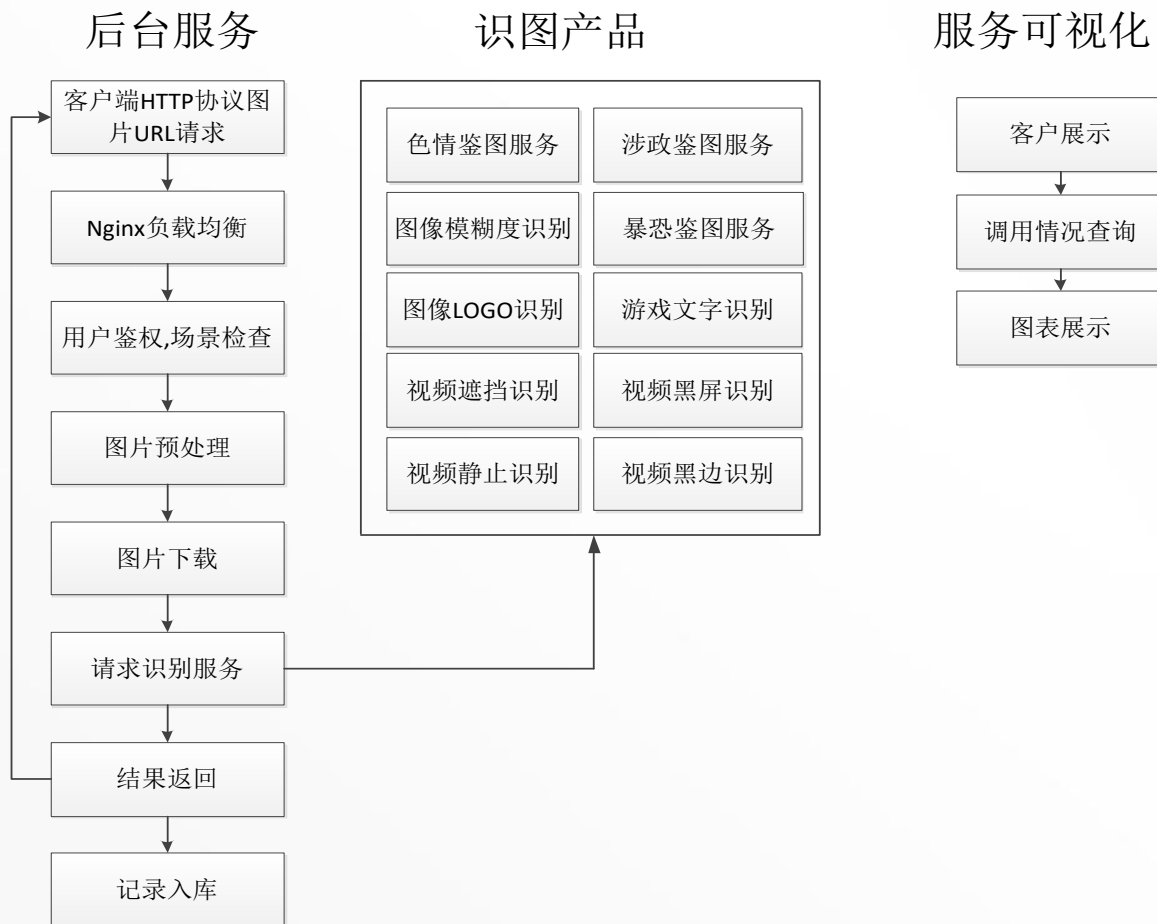 后台服务
客户端HTTP协议图
片URL请求
Nginx负载均衡
用户鉴权,场景检查
图片预处理
图片下载
请求识别服务
结果返回
记录入库
识图产品
色情鉴图服务
涉政鉴图服务
图像模糊度识别
暴恐鉴图服务
图像LOGO识别
游戏文字识别
视频遮挡识别
视频黑屏识别
视频静止识别
视频黑边识别
服务可视化
客户展示
调用情况查询
图表展示